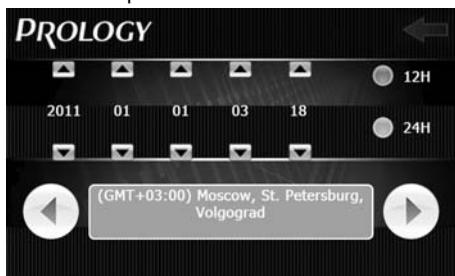 PROLOGY
12H
2011 01 01 03 18
24H
(GMT+03:00) Moscow, St. Petersburg,
Volgograd